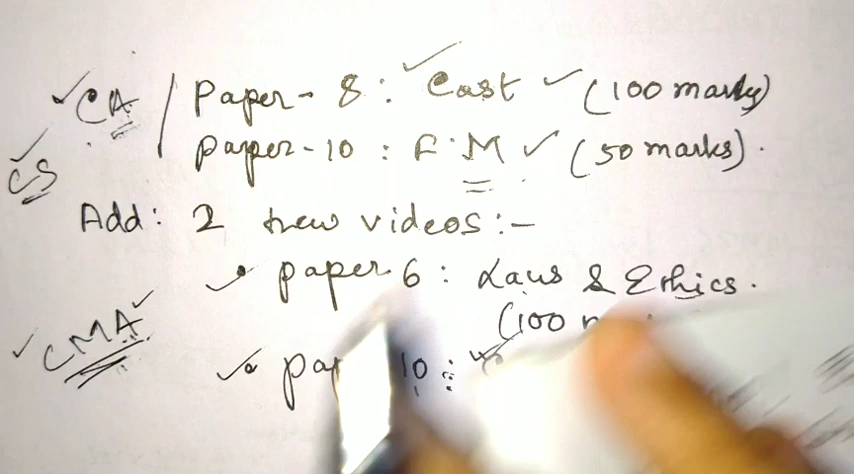 CA / Paper - 8 : Cost (100 marks)
CS paper - 10 : F.M (50 marks).
Add: 2 new videos :-
paper 6 : Laws & Ethics.
(100
CMA
10 :